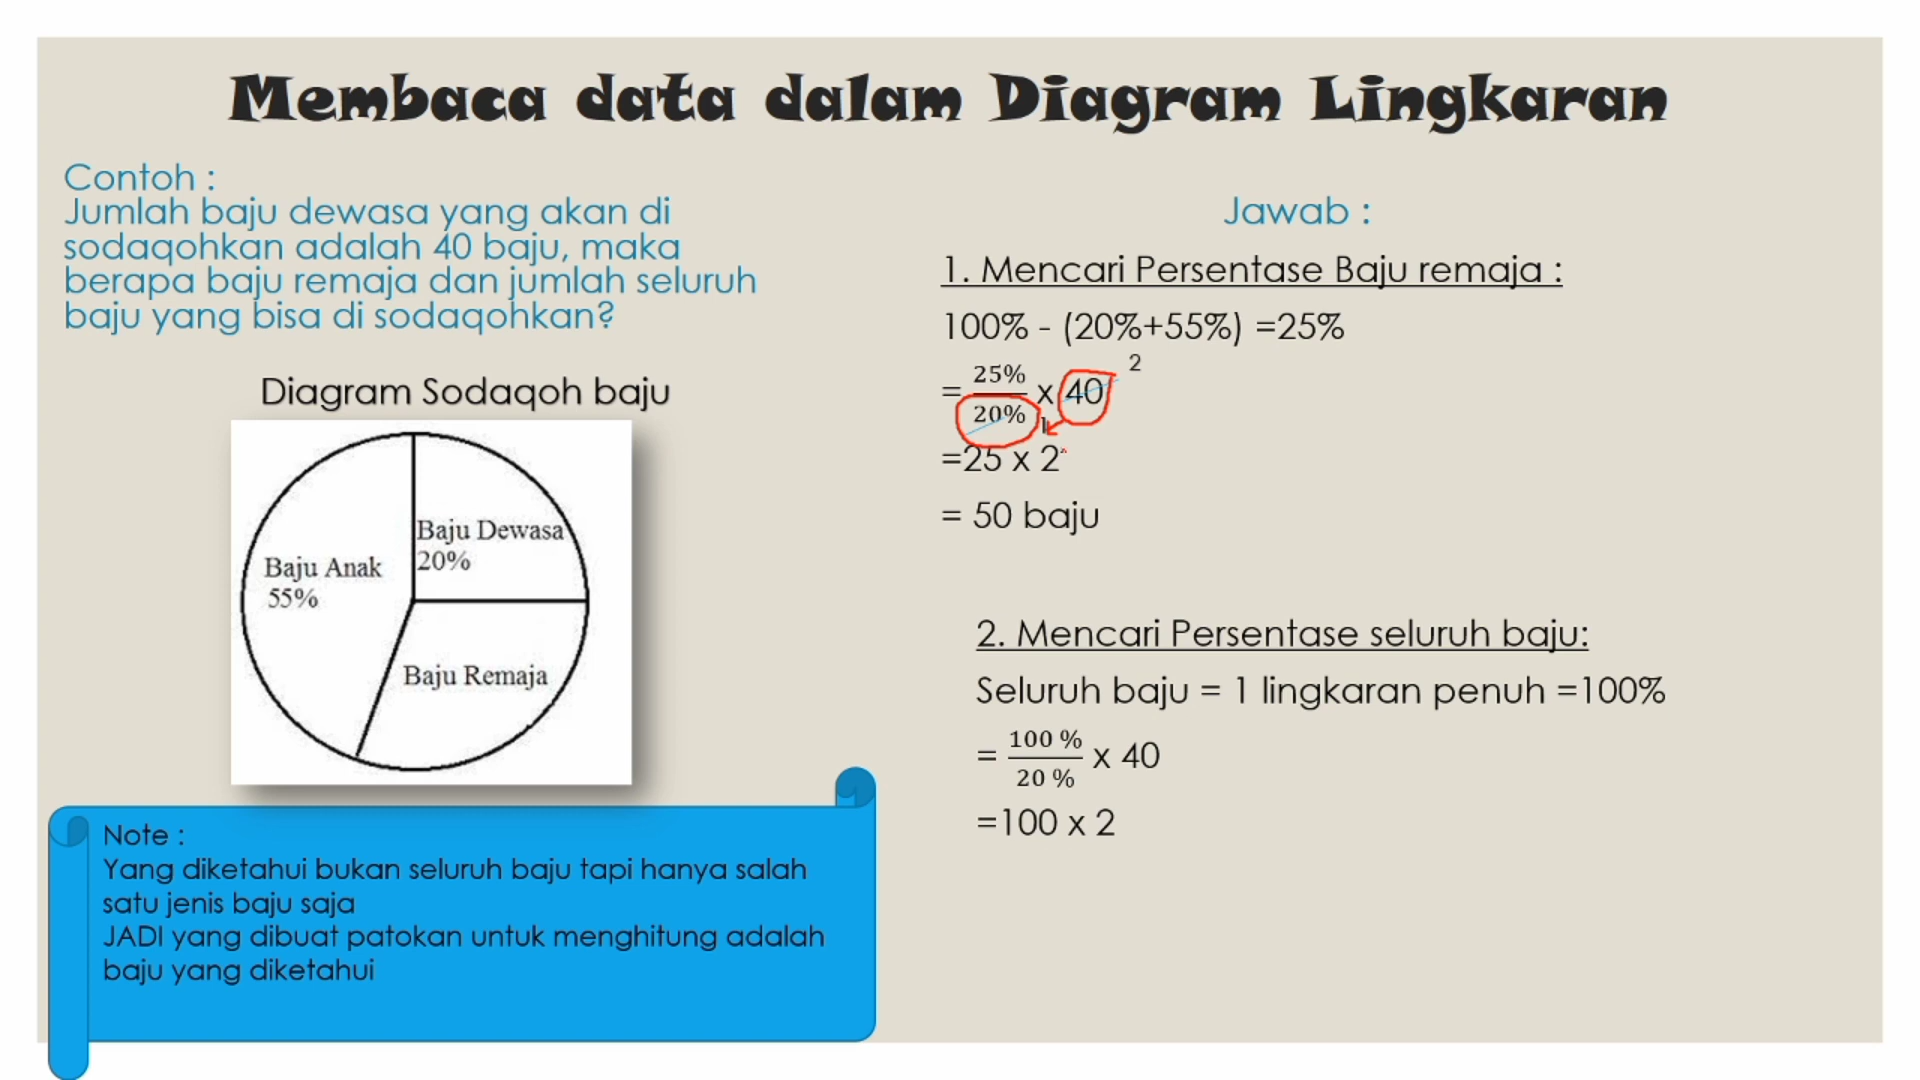 Membaca data dalam Diagram Lingkaran
Contoh :
Jumlah baju dewasa yang akan di
sodaqohkan adalah 40 baju, maka
berapa baju remaja dan jumlah seluruh
baju yang bisa di sodaqohkan?
Diagram Sodaqoh baju
Baju Dewasa
20%
Baju Anak
55%
Baju Remaja
Note :
Yang diketahui bukan seluruh baju tapi hanya salah
satu jenis baju saja
JADI yang dibuat patokan untuk menghitung adalah
baju yang diketahui
Jawab :
1. Mencari Persentase Baju remaja :
100% - (20%+55%) =25%
= 25%/20% x 40 2
1
=25 x 2
= 50 baju
2. Mencari Persentase seluruh baju:
Seluruh baju = 1 lingkaran penuh =100%
= 100 %/20 % x 40
=100 x 2